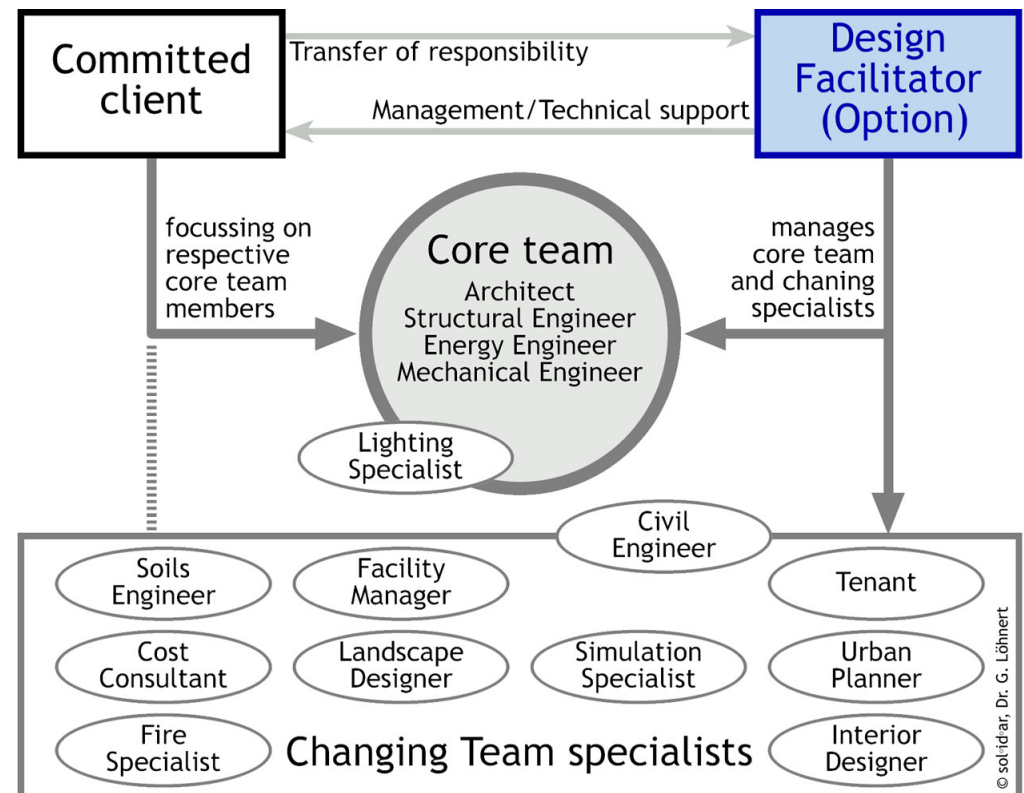 Committed
client
Transfer of responsibility
Management/Technical support
Design
Facilitator
(Option)
focussing on
respective
core team
members
Core team
Architect
Structural Engineer
Energy Engineer
Mechanical Engineer
manages
core team
and chaning
specialists
Lighting
Specialist
Civil
Engineer
Soils
Engineer
Facility
Manager
Tenant
Cost
Consultant
Landscape
Designer
Simulation
Specialist
Urban
Planner
Fire
Specialist
Changing Team specialists
Interior
Designer
© sol·id·ar, Dr. G. Löhnert